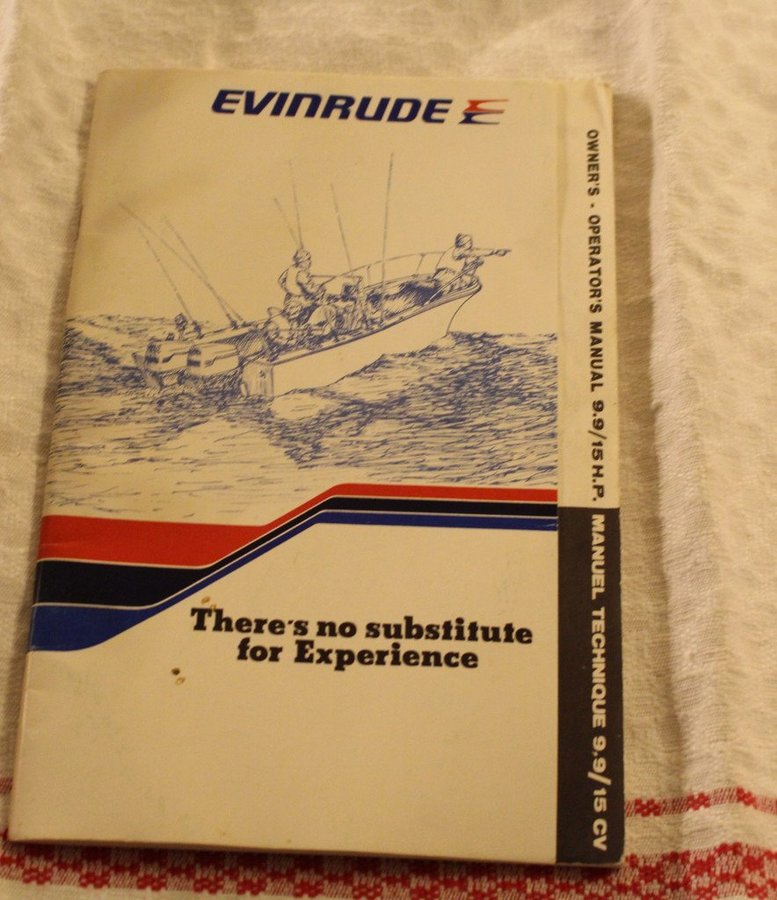 EVINRUDE
OWNER'S - OPERATOR'S MANUAL 9.9/15 H.P.
MANUEL TECHNIQUE 9,9/15 CV
There's no substitute
for Experience